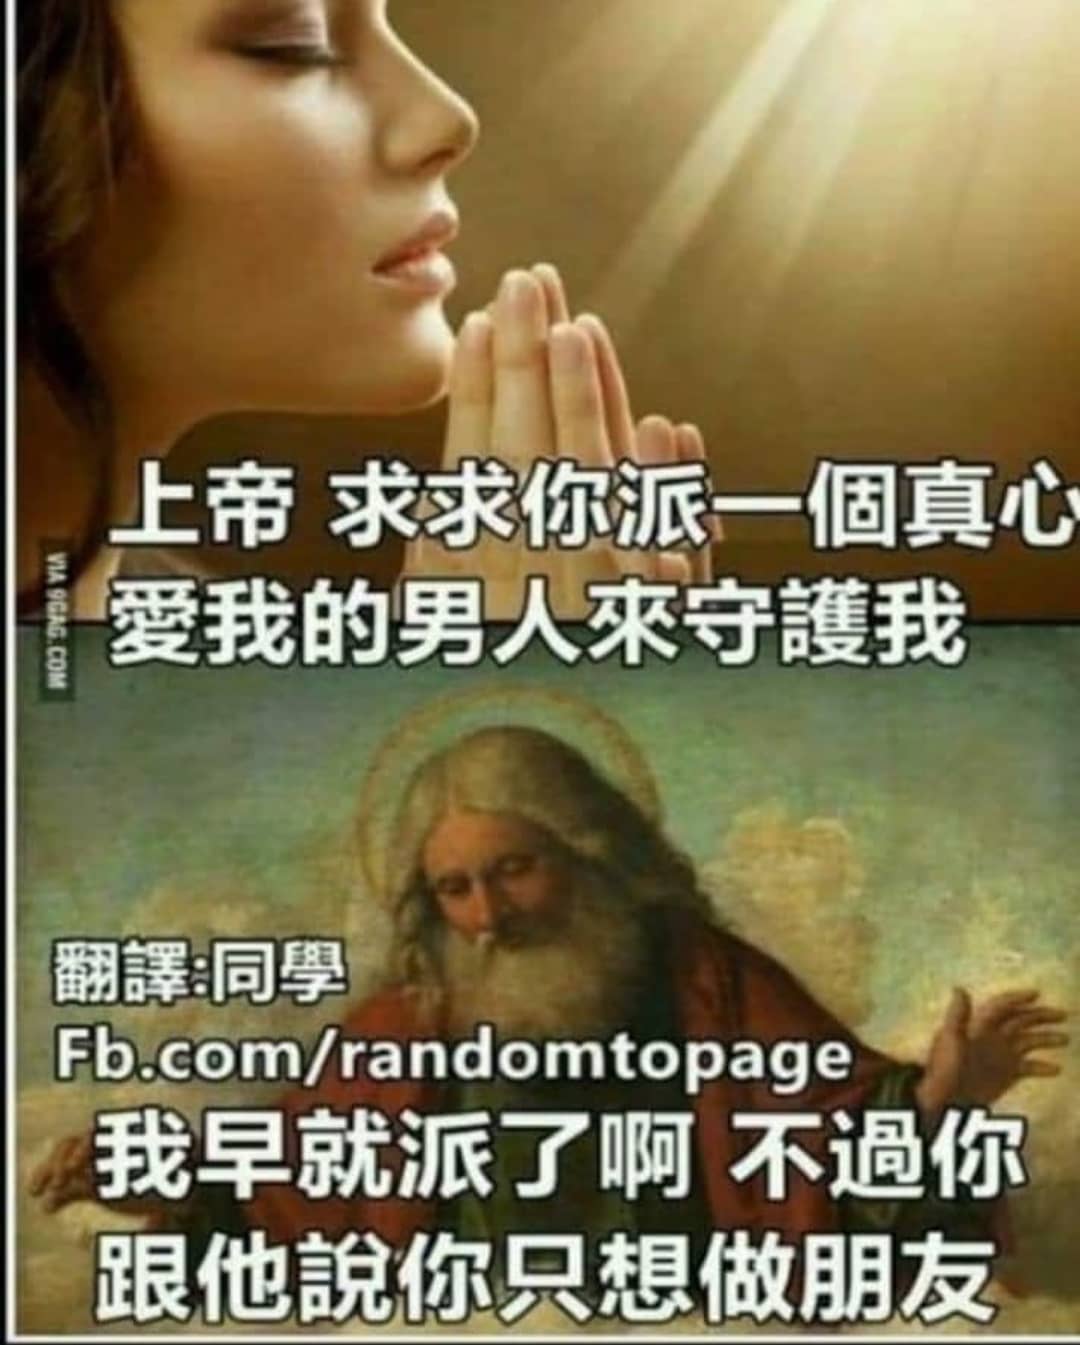 上帝 求求你派一個真心
愛我的男人來守護我
VIA 9GAG.COM
翻譯:同學
Fb.com/randomtopage
我早就派了啊 不過你
跟他說你只想做朋友